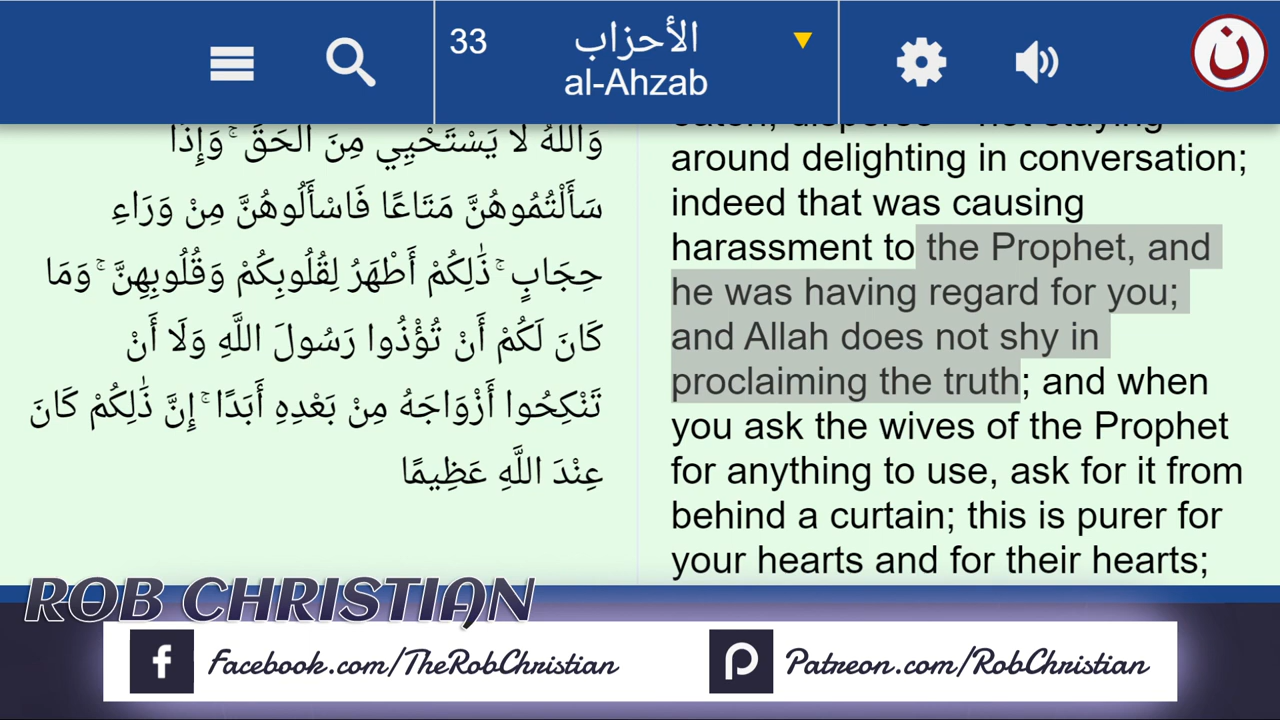 33
الأحزاب
al-Ahzab
ن
وَاللَّهُ لَا يَسْتَحْيِي مِنَ الْحَقِّ ۚ وَإِذَا
سَأَلْتُمُوهُنَّ مَتَاعًا فَاسْأَلُوهُنَّ مِنْ وَرَاءِ
حِجَابٍ ۚ ذَٰلِكُمْ أَطْهَرُ لِقُلُوبِكُمْ وَقُلُوبِهِنَّ ۚ وَمَا
كَانَ لَكُمْ أَنْ تُؤْذُوا رَسُولَ اللَّهِ وَلَا أَنْ
تَنْكِحُوا أَزْوَاجَهُ مِنْ بَعْدِهِ أَبَدًا ۚ إِنَّ ذَٰلِكُمْ كَانَ
عِنْدَ اللَّهِ عَظِيمًا
around delighting in conversation;
indeed that was causing
harassment to the Prophet, and
he was having regard for you;
and Allah does not shy in
proclaiming the truth; and when
you ask the wives of the Prophet
for anything to use, ask for it from
behind a curtain; this is purer for
your hearts and for their hearts;
ROB CHRISTIAN
Facebook.com/TheRobChristian
Patreon.com/RobChristian